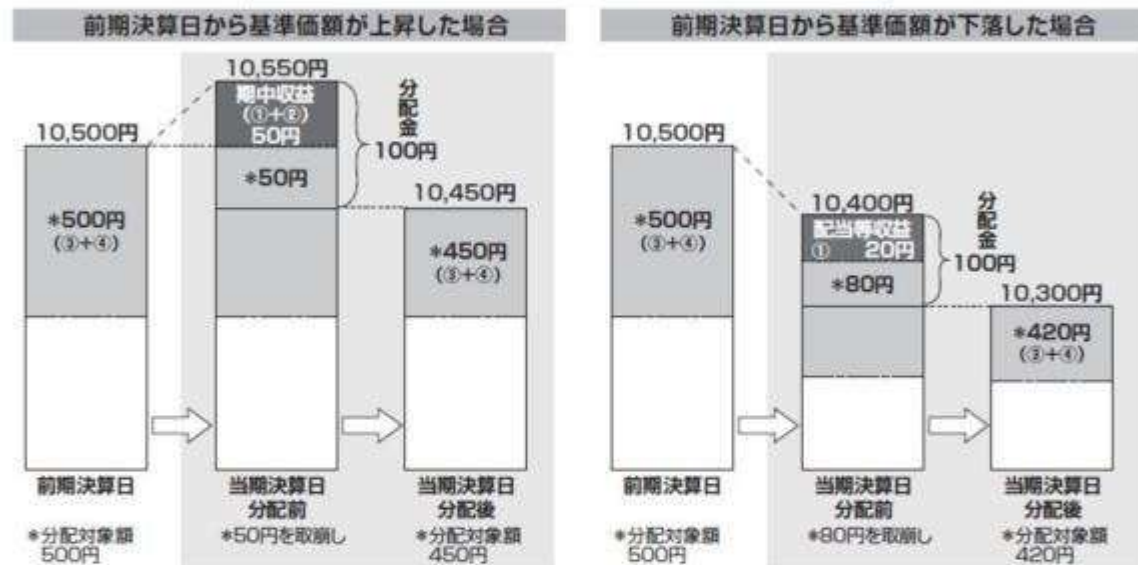 前期決算日から基準価額が上昇した場合
10,550円
期中収益
(①+②)
50円
分配金
100円
10,500円
*50円
10,450円
*500円
(③+④)
*450円
(③+④)
前期決算日
当期決算日
分配前
当期決算日
分配後
*分配対象額
500円
*50円を取崩し
*分配対象額
450円
前期決算日から基準価額が下落した場合
10,500円
*500円
(③+④)
10,400円
配当等収益
① 20円
分配金
100円
*80円
10,300円
*420円
(③+④)
前期決算日
当期決算日
分配前
当期決算日
分配後
*分配対象額
500円
*80円を取崩し
*分配対象額
420円